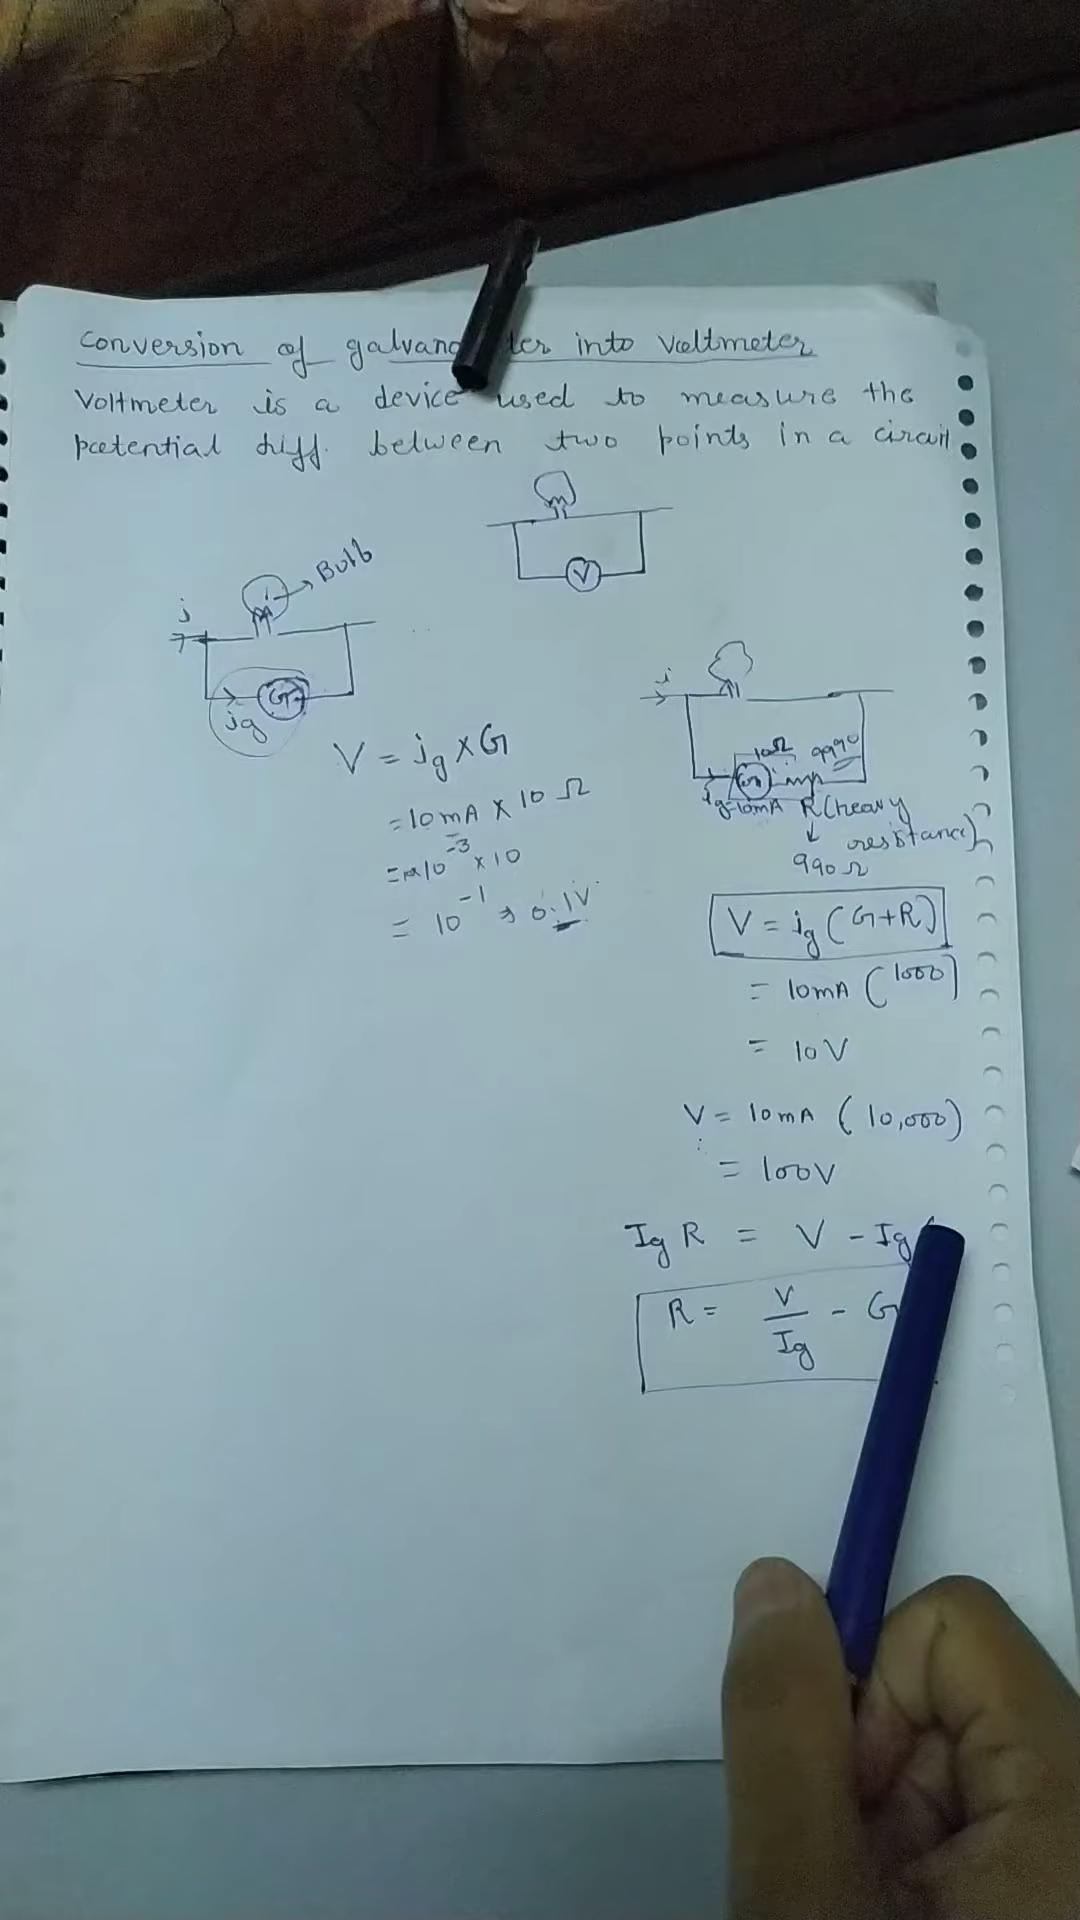 conversion of galvano ter into voltmeter
Voltmeter is a device used to measure the
potential diff. between two points in a circuit
V
Bulb
i
G
ig
V = ig × G
= 10mA × 10 Ω
10⁻³ × 10
= 10⁻¹ → 0.1V
i
10Ω 9990
G
ig=10mA R(heavy
resistance)
↓
990 Ω
V = ig (G+R)
= 10mA (1000)
= 10V
V = 10mA (10,000)
= 100V
Ig R = V - Ig
R = V/Ig - G